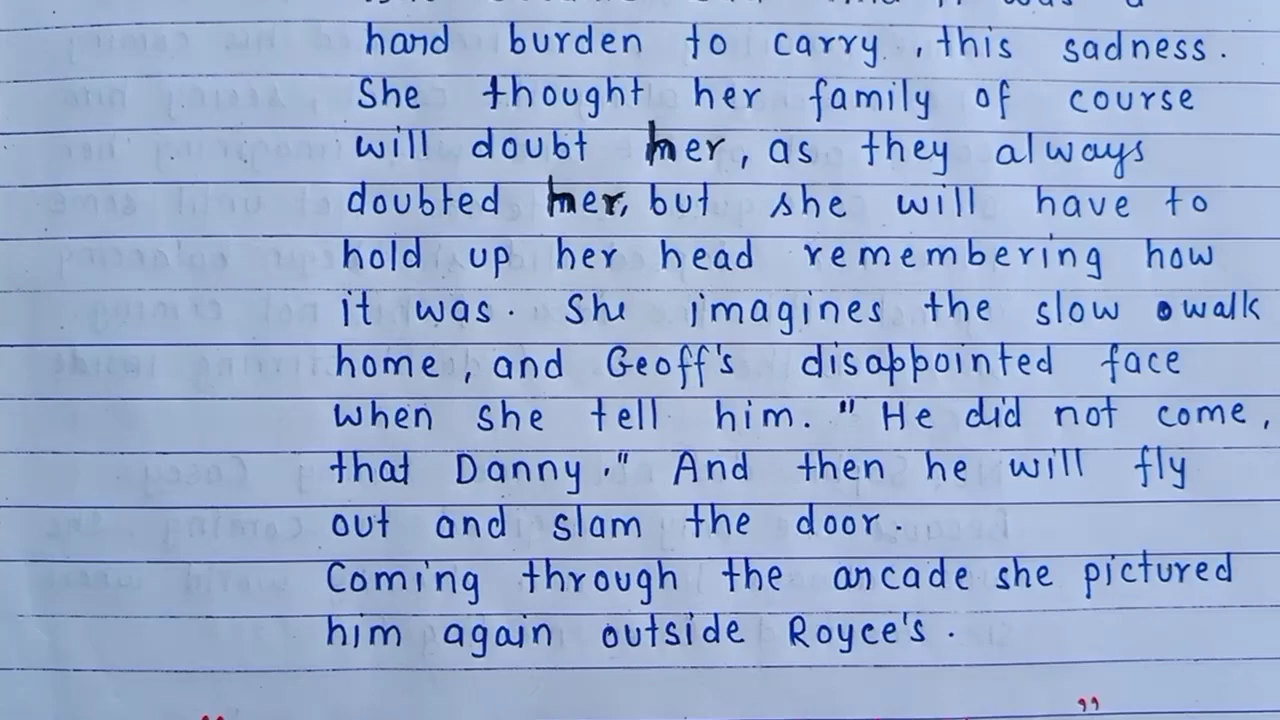 hard burden to carry, this sadness.
She thought her family of course
will doubt her, as they always
doubted her, but she will have to
hold up her head remembering how
it was. She imagines the slow walk
home, and Geoff's disappointed face
when she tell him. "He did not come,
that Danny." And then he will fly
out and slam the door.
Coming through the arcade she pictured
him again outside Royce's.